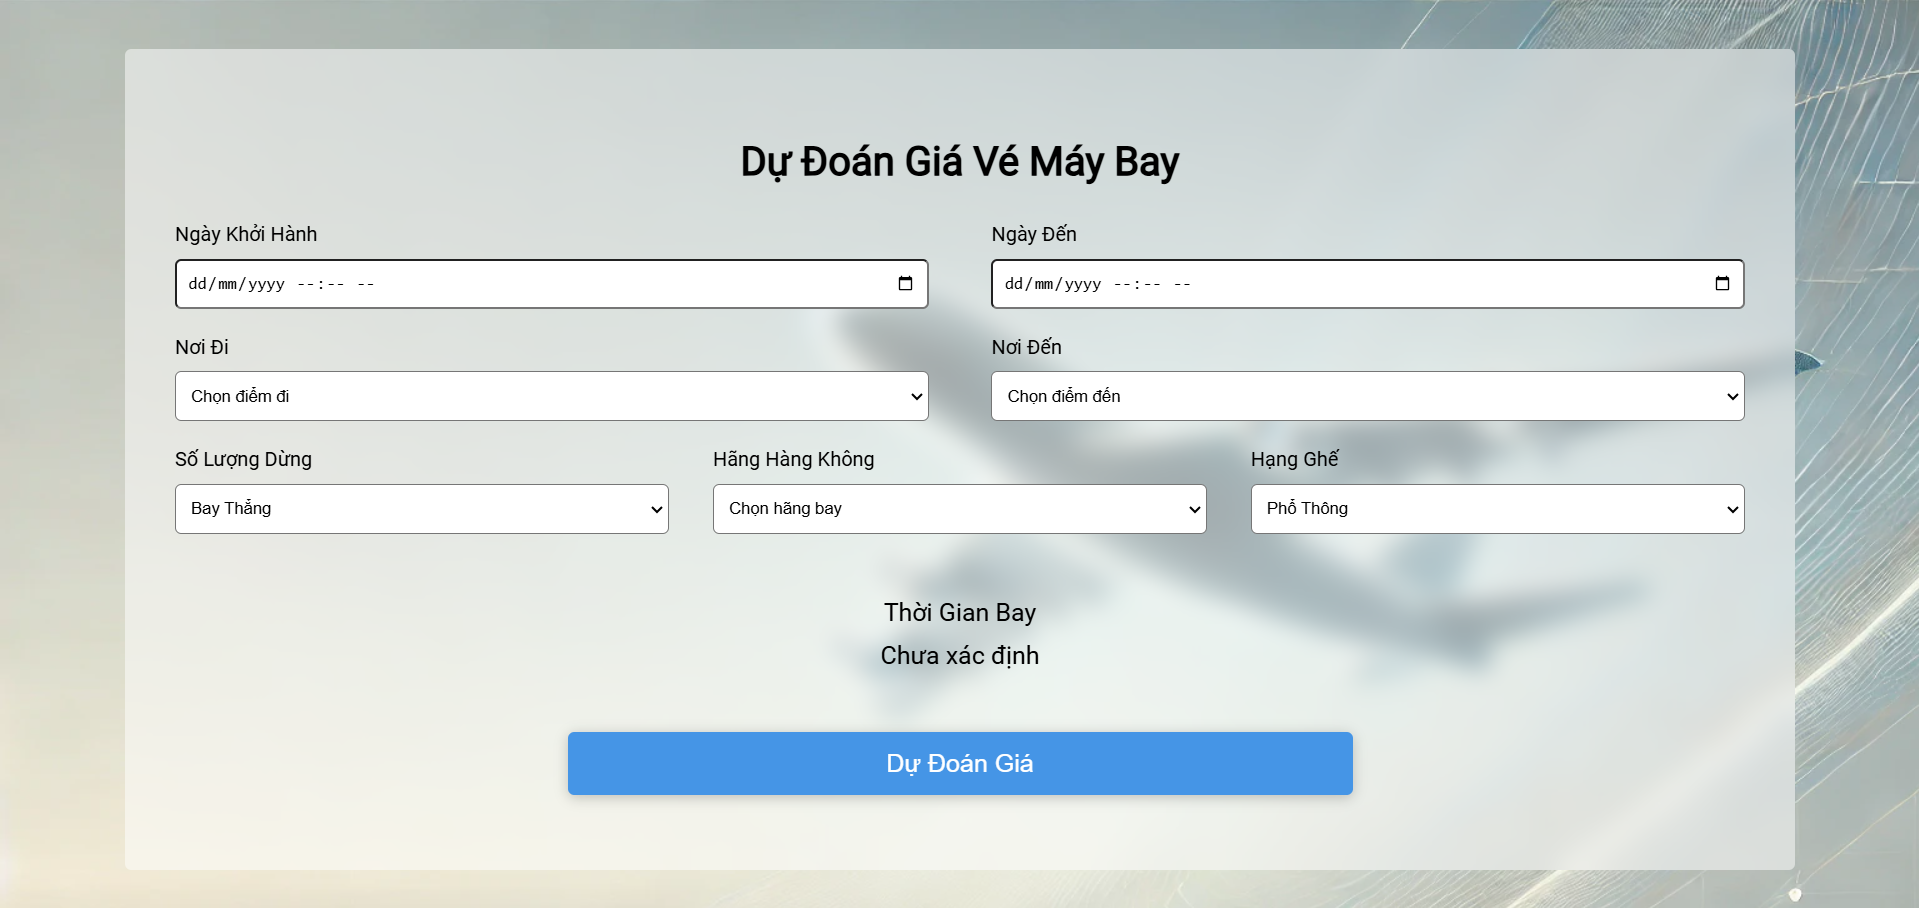 Dự Đoán Giá Vé Máy Bay
Ngày Khởi Hành
Ngày Đến
dd/mm/yyyy --:-- --
dd/mm/yyyy --:-- --
Nơi Đi
Nơi Đến
Chọn điểm đi
Chọn điểm đến
Số Lượng Dừng
Hãng Hàng Không
Hạng Ghế
Bay Thẳng
Chọn hãng bay
Phổ Thông
Thời Gian Bay
Chưa xác định
Dự Đoán Giá